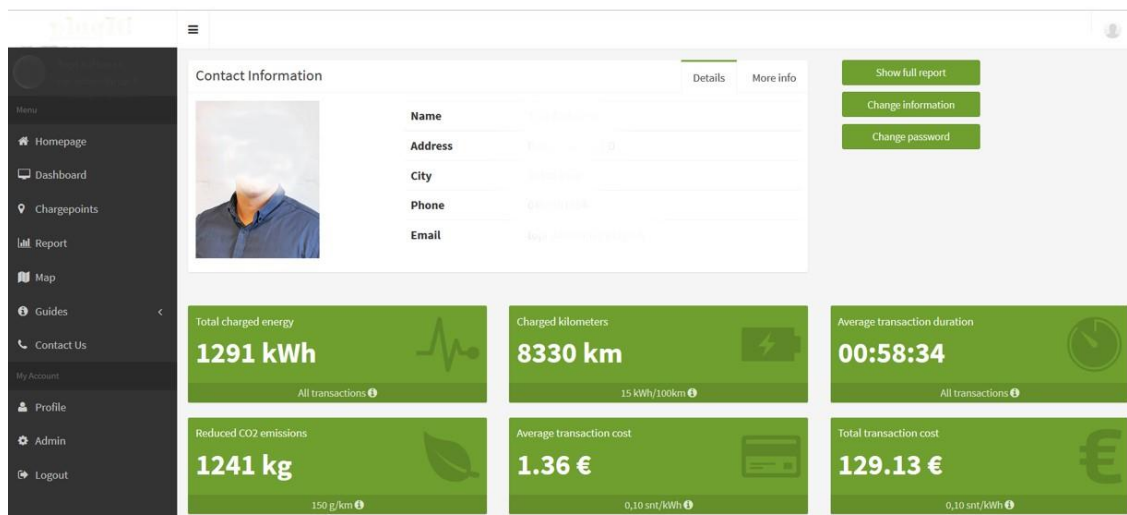 Contact Information
Details
More info
Show full report
Change information
Change password
Menu
Homepage
Dashboard
Chargepoints
Report
Map
Guides
Contact Us
My Account
Profile
Admin
Logout
Name
Address
City
Phone
Email
Total charged energy
1291 kWh
All transactions
Charged kilometers
8330 km
15 kWh/100km
Average transaction duration
00:58:34
All transactions
Reduced CO2 emissions
1241 kg
150 g/km
Average transaction cost
1.36 €
0,10 snt/kWh
Total transaction cost
129.13 €
0,10 snt/kWh